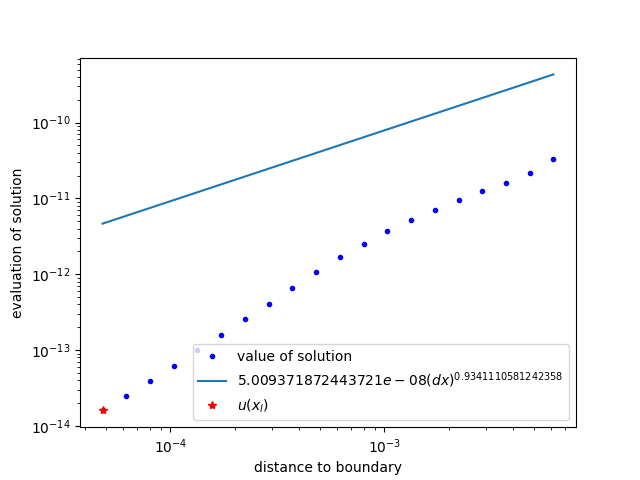 10⁻¹⁰
10⁻¹¹
10⁻¹²
10⁻¹³
10⁻¹⁴
evaluation of solution
value of solution
5.009371872443721e − 08(dx)^0.9341110581242358
u(x_l)
10⁻⁴
10⁻³
distance to boundary